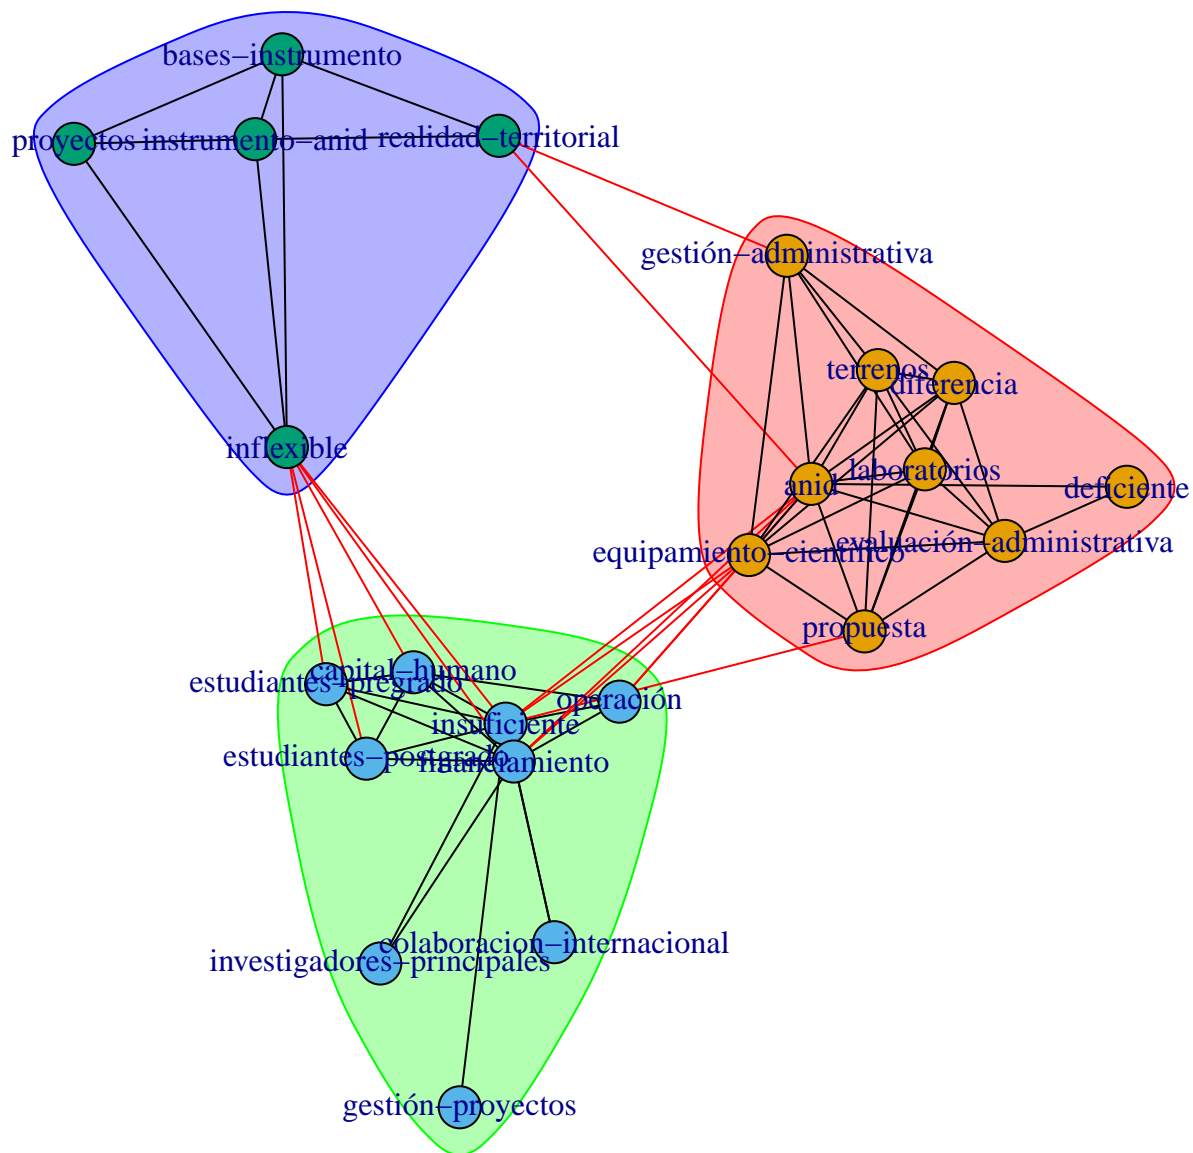 bases–instrumento
proyectos
instrumento–anid
realidad–territorial
gestión–administrativa
terrenos
diferencia
inflexible
laboratorios
anid
deficiente
equipamiento–cientifico
evaluación–administrativa
propuesta
capital–humano
estudiantes–pregrado
operación
insuficiente
estudiantes–postgrado
financiamiento
colaboracion–internacional
investigadores–principales
gestión–proyectos